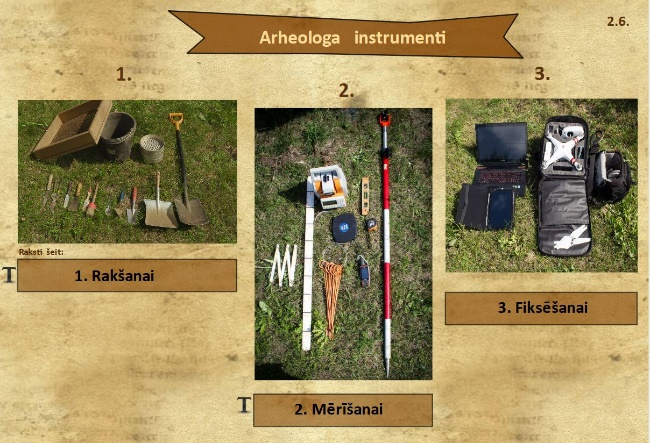 Arheologa instrumenti
2.6.
1.
2.
3.
Raksti šeit:
T
1. Rakšanai
T
2. Mērīšanai
3. Fiksēšanai